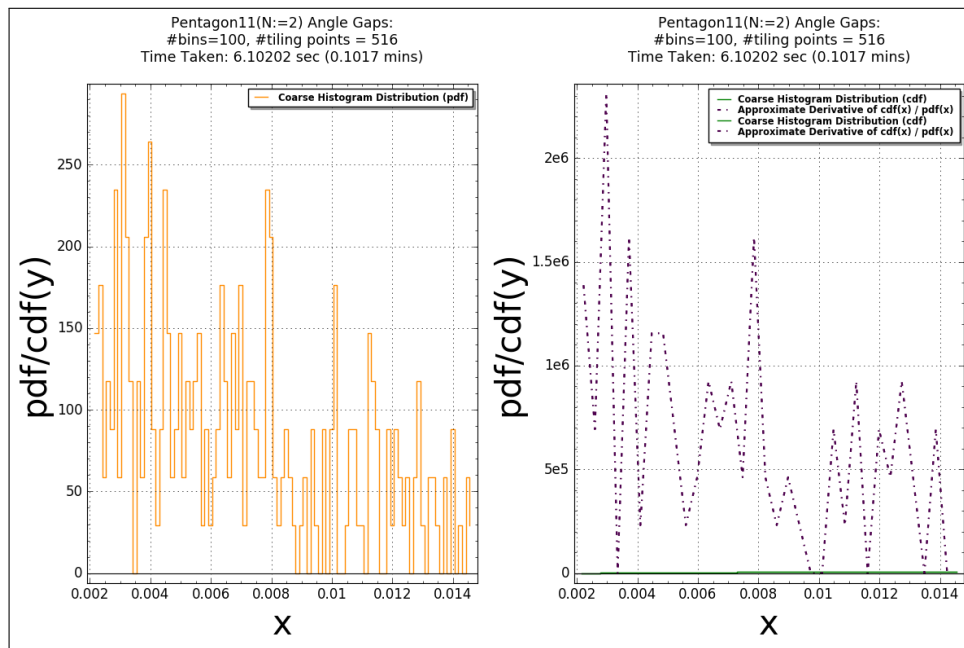 Pentagon11(N:=2) Angle Gaps:
#bins=100, #tiling points = 516
Time Taken: 6.10202 sec (0.1017 mins)
Coarse Histogram Distribution (pdf)
pdf/cdf(y)
250
200
150
100
50
0
0.002 0.004 0.006 0.008 0.01 0.012 0.014
x
Pentagon11(N:=2) Angle Gaps:
#bins=100, #tiling points = 516
Time Taken: 6.10202 sec (0.1017 mins)
Coarse Histogram Distribution (cdf)
Approximate Derivative of cdf(x) / pdf(x)
Coarse Histogram Distribution (cdf)
Approximate Derivative of cdf(x) / pdf(x)
pdf/cdf(y)
2e6
1.5e6
1e6
5e5
0
0.002 0.004 0.006 0.008 0.01 0.012 0.014
x